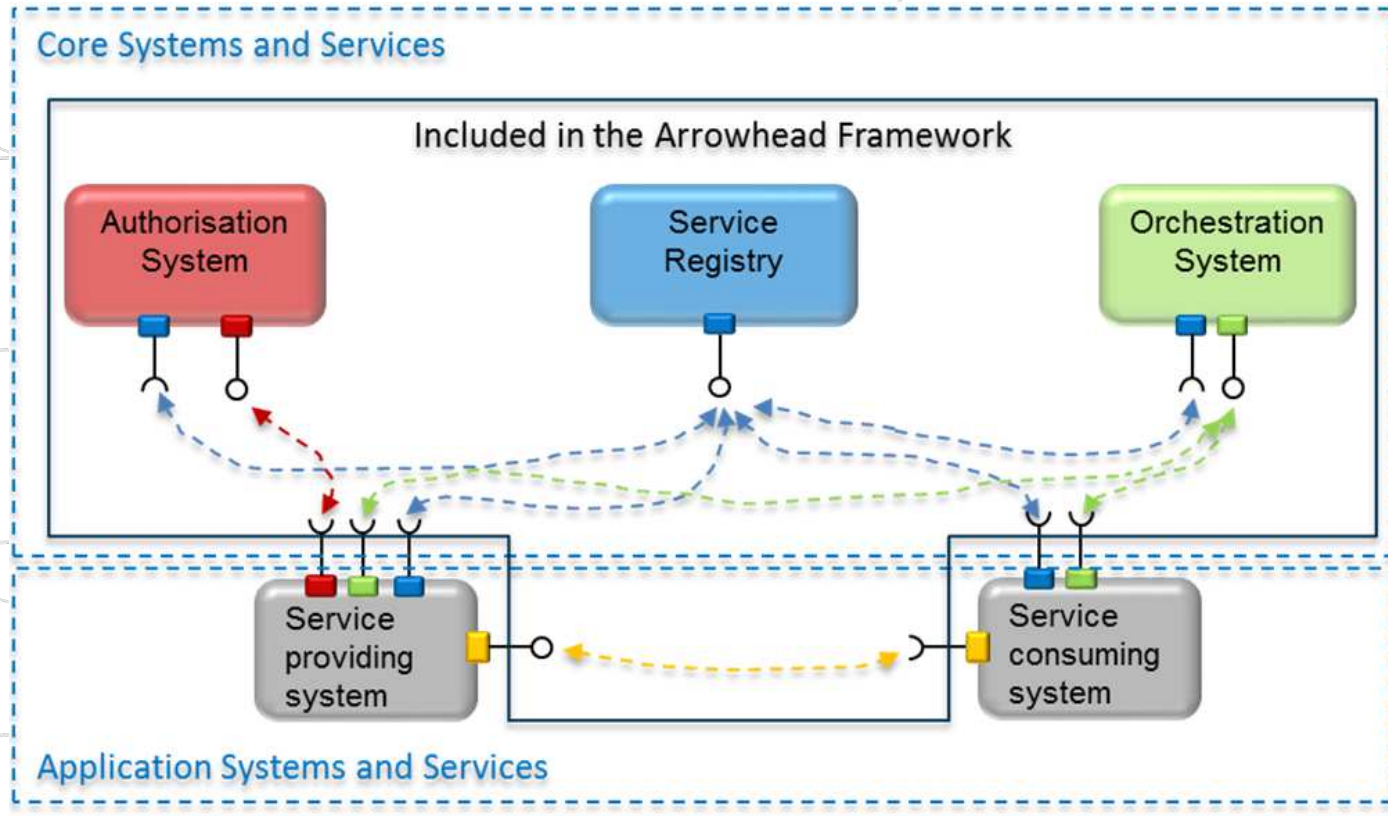 Core Systems and Services
Included in the Arrowhead Framework
Authorisation
System
Service
Registry
Orchestration
System
Service
providing
system
Service
consuming
system
Application Systems and Services